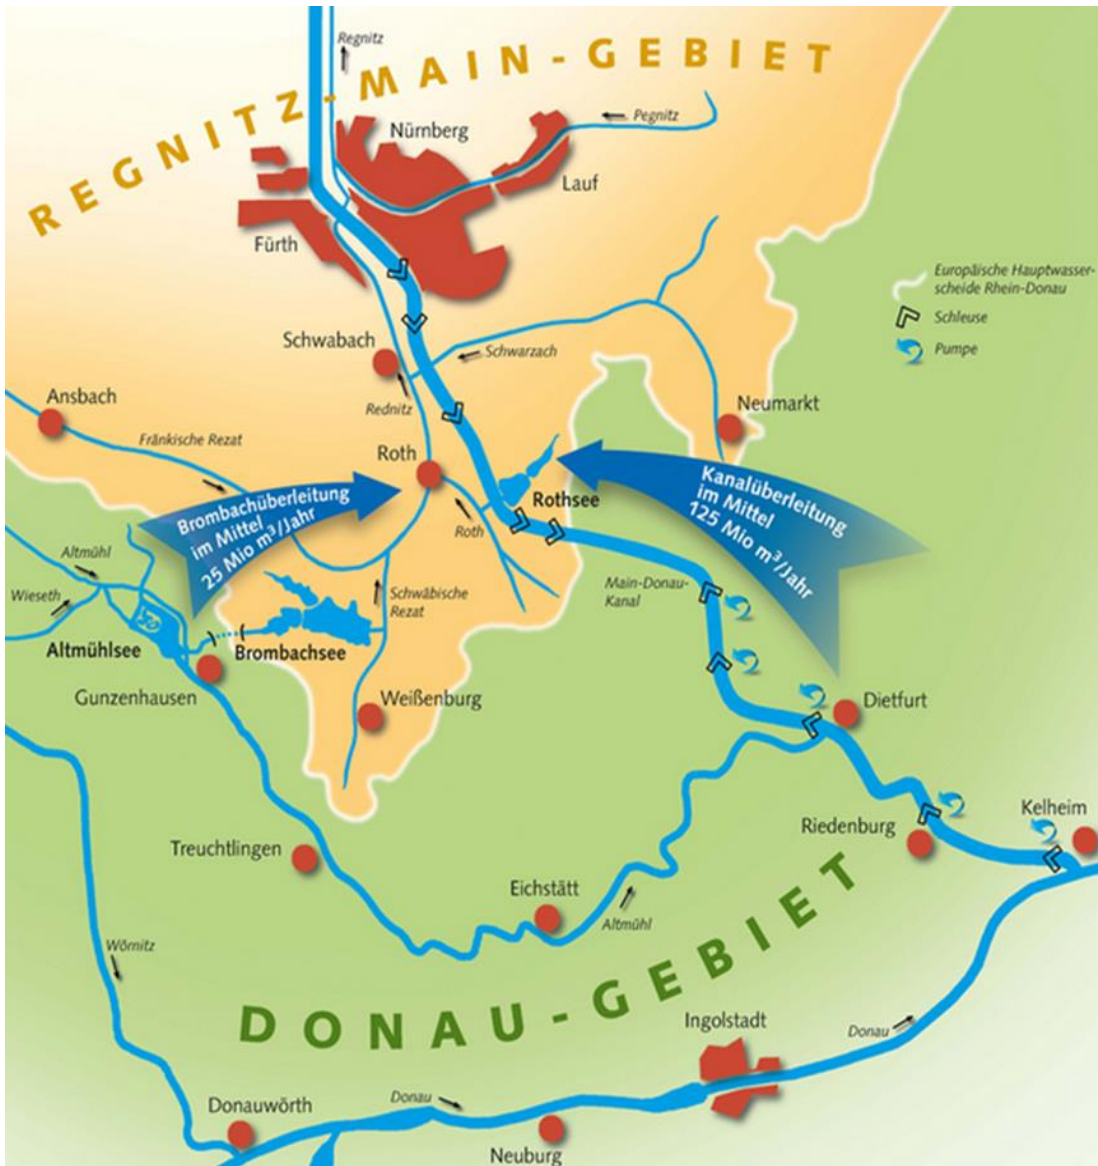 Regnitz
REGNITZ-MAIN-GEBIET
Nürnberg
Pegnitz
Lauf
Fürth
Europäische Hauptwasser-
scheide Rhein-Donau
Schleuse
Pumpe
Schwabach
Schwarzach
Ansbach
Rednitz
Neumarkt
Fränkische Rezat
Roth
Kanalüberleitung
im Mittel
125 Mio m³/Jahr
Brombachüberleitung
im Mittel
25 Mio m³/Jahr
Rothsee
Roth
Altmühl
Wieseth
Schwäbische
Rezat
Main-Donau-
Kanal
Altmühlsee
Brombachsee
Gunzenhausen
Weißenburg
Dietfurt
Treuchtlingen
Riedenburg
Kelheim
Eichstätt
Altmühl
Wörnitz
DONAU-GEBIET
Ingolstadt
Donau
Donauwörth
Donau
Neuburg